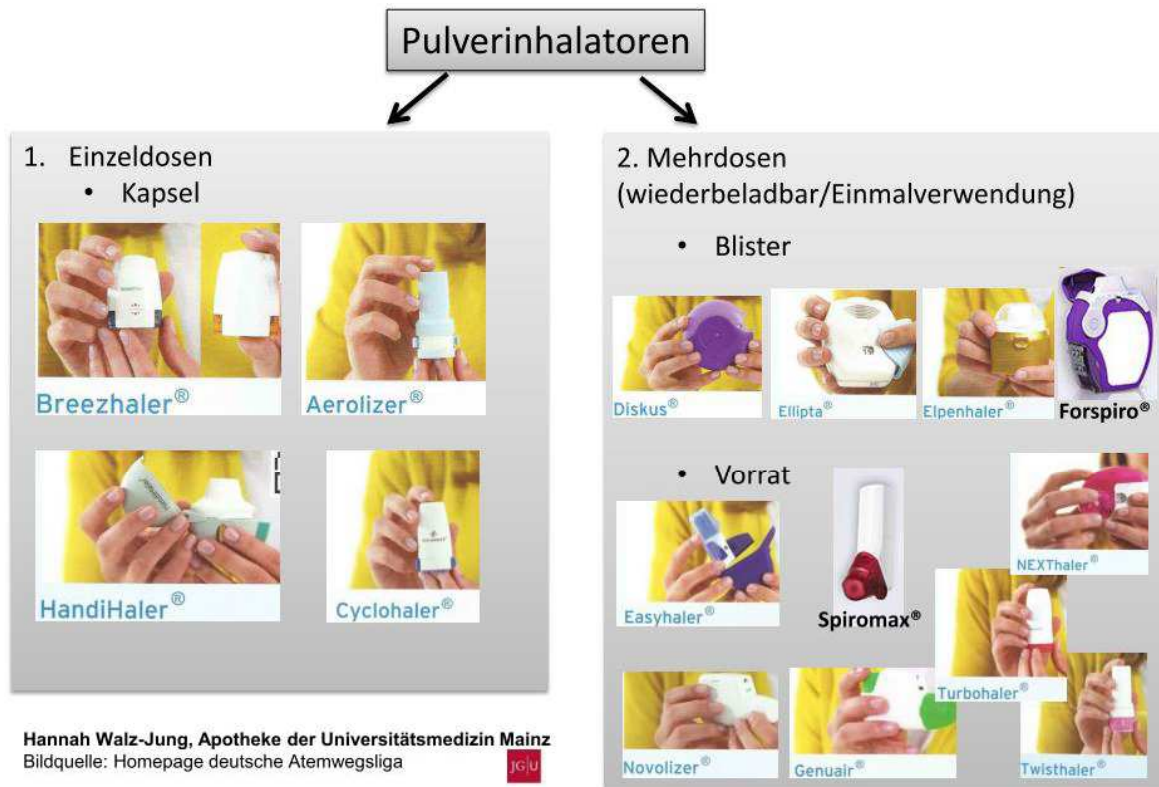 Pulverinhalatoren
1. Einzeldosen
• Kapsel
Breezhaler®
Aerolizer®
HandiHaler®
Cyclohaler®
2. Mehrdosen
(wiederbeladbar/Einmalverwendung)
• Blister
Diskus®
Ellipta®
Elpenhaler®
Forspiro®
• Vorrat
Easyhaler®
Spiromax®
NEXThaler®
Turbohaler®
Novolizer®
Genuair®
Twisthaler®
Hannah Walz-Jung, Apotheke der Universitätsmedizin Mainz
Bildquelle: Homepage deutsche Atemwegsliga
JG|U